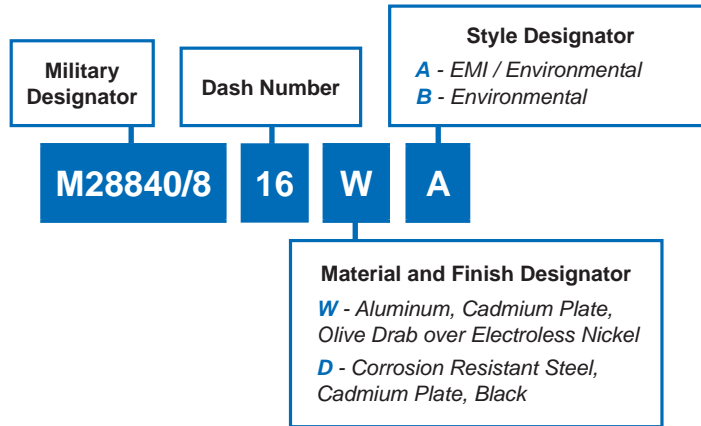 Military
Designator
Dash Number
Style Designator
A - EMI / Environmental
B - Environmental
M28840/8 16 W A
Material and Finish Designator
W - Aluminum, Cadmium Plate,
Olive Drab over Electroless Nickel
D - Corrosion Resistant Steel,
Cadmium Plate, Black